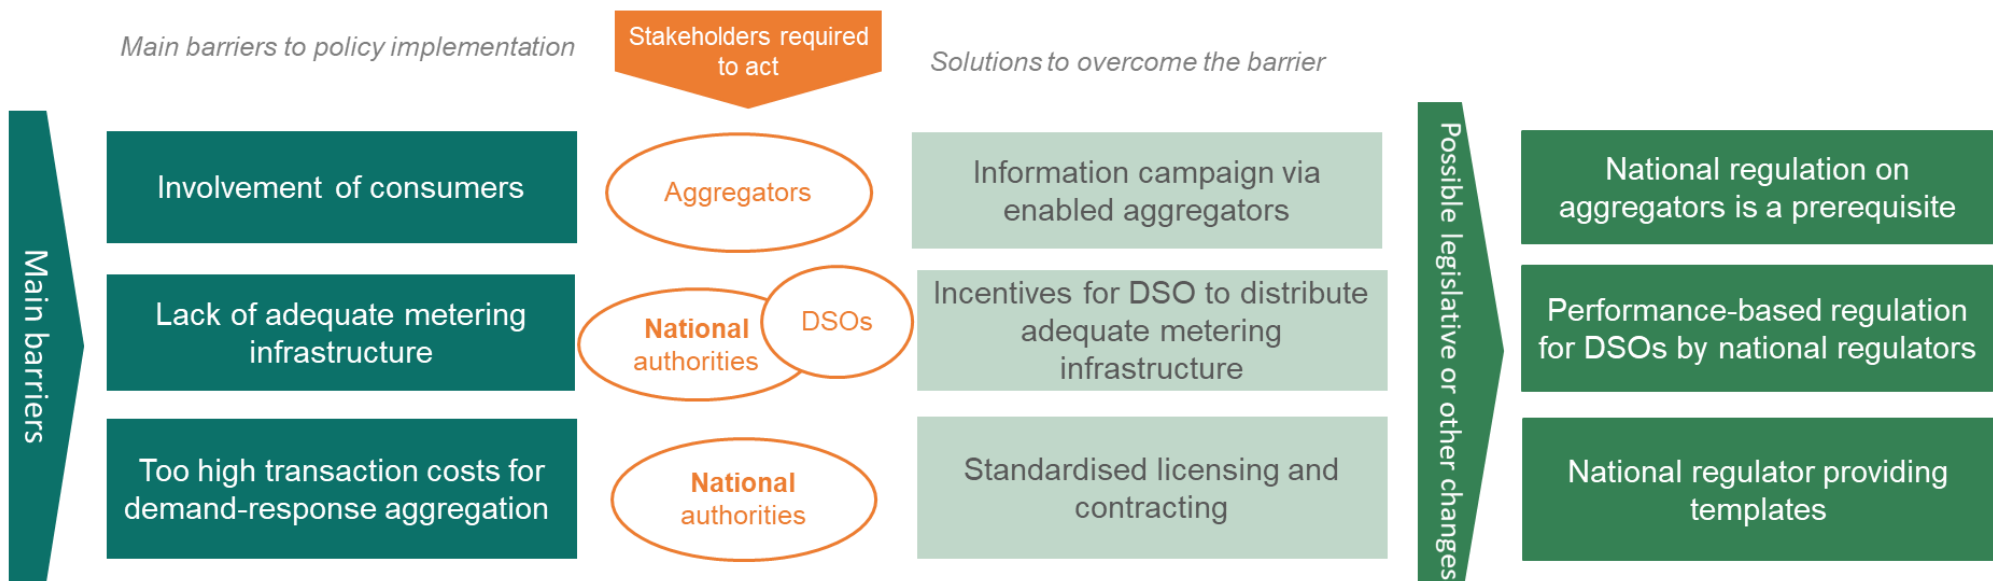 Main barriers to policy implementation
Stakeholders required
to act
Solutions to overcome the barrier
Main barriers
Involvement of consumers
Aggregators
Information campaign via
enabled aggregators
Possible legislative or other changes
National regulation on
aggregators is a prerequisite
Lack of adequate metering
infrastructure
National
authorities
DSOs
Incentives for DSO to distribute
adequate metering
infrastructure
Performance-based regulation
for DSOs by national regulators
Too high transaction costs for
demand-response aggregation
National
authorities
Standardised licensing and
contracting
National regulator providing
templates